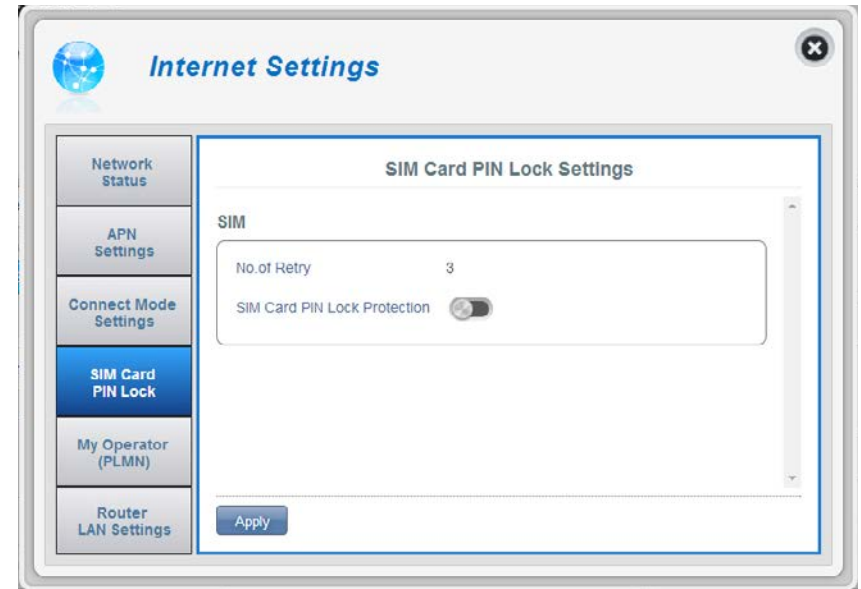 Internet Settings
Network
Status
APN
Settings
Connect Mode
Settings
SIM Card
PIN Lock
My Operator
(PLMN)
Router
LAN Settings
SIM Card PIN Lock Settings
SIM
No.of Retry 3
SIM Card PIN Lock Protection
Apply